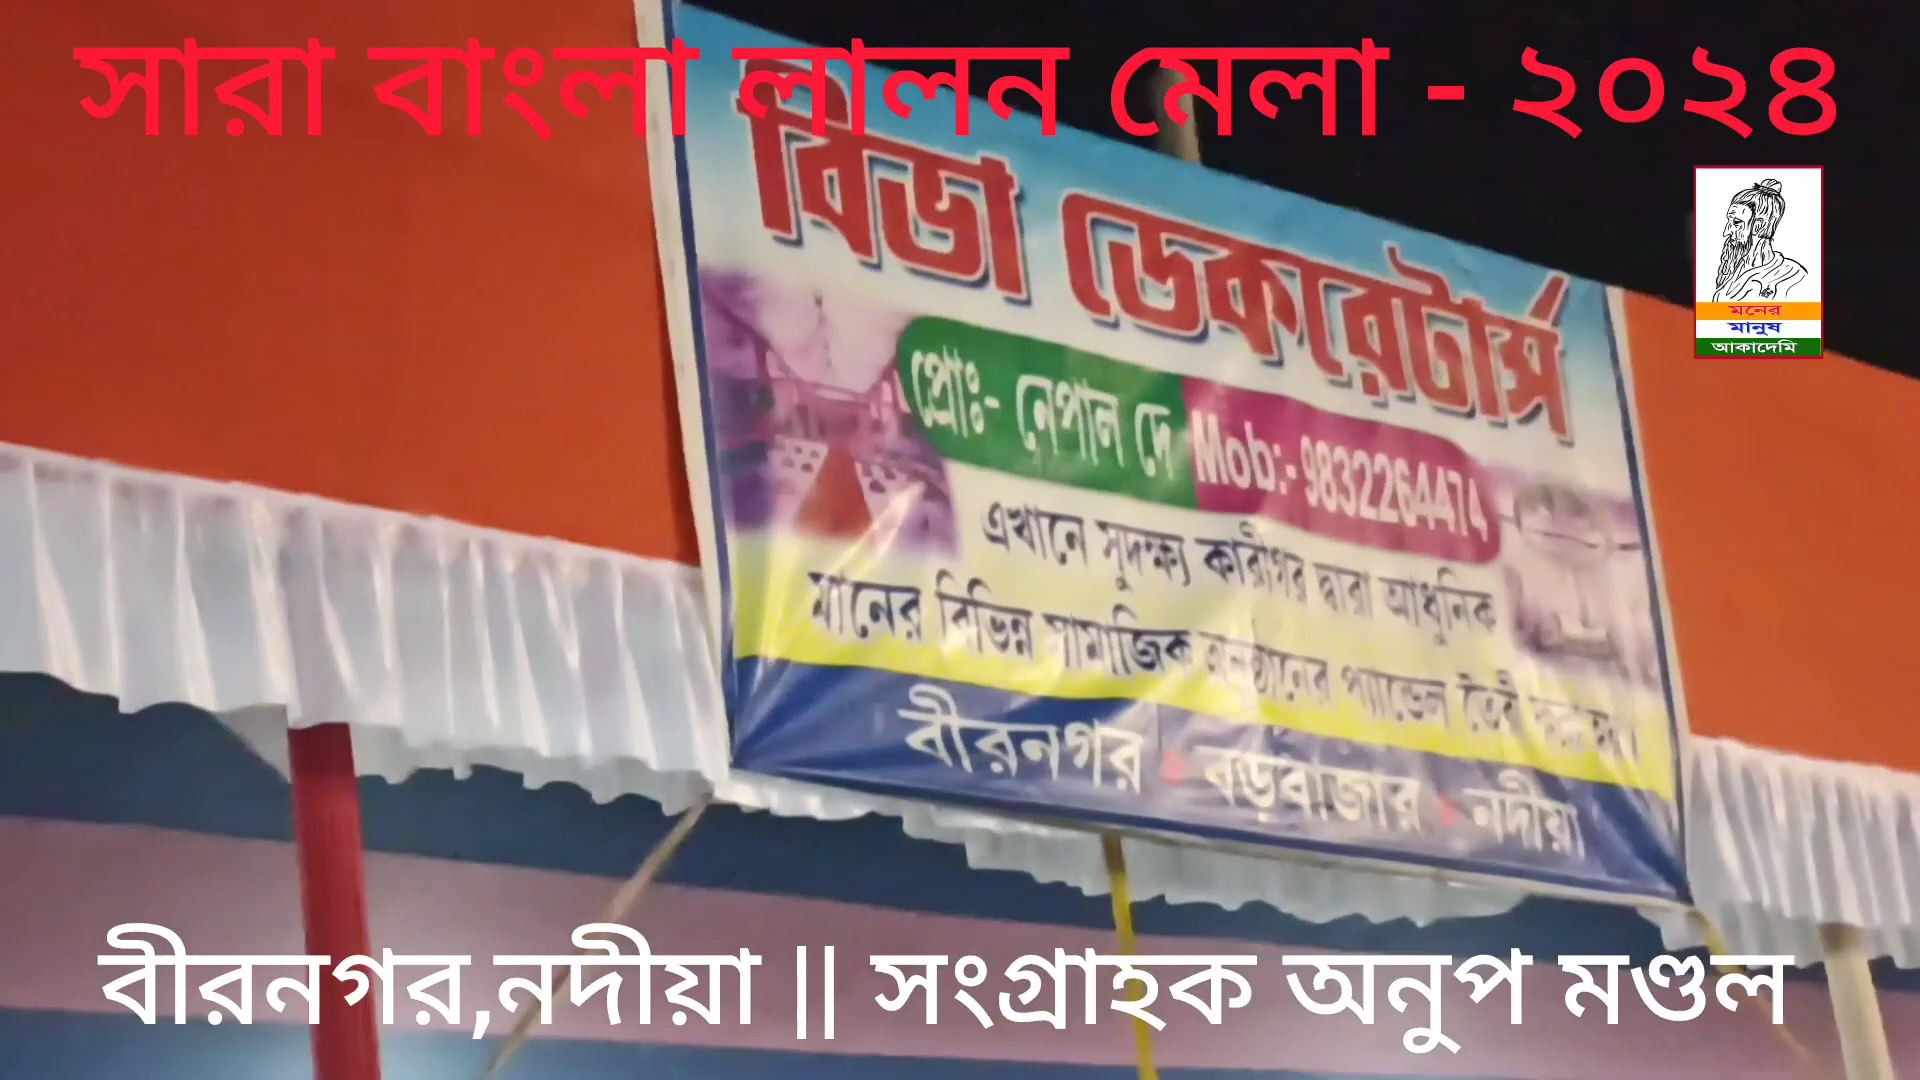 সারা বাংলা লালন মেলা - ২০২৪
বিভা ডেকরেটার্স
প্রোঃ- নেপাল দে Mob:- 9832264474
এখানে সুদক্ষ্য কারীগর দ্বারা আধুনিক
মানের বিভিন্ন সামাজিক অনুষ্ঠানের প্যান্ডেল তৈরী করা হয়।
বীরনগর • বড়বাজার • নদীয়া
মনের
মানুষ
আকাদেমি
বীরনগর,নদীয়া || সংগ্রাহক অনুপ মণ্ডল